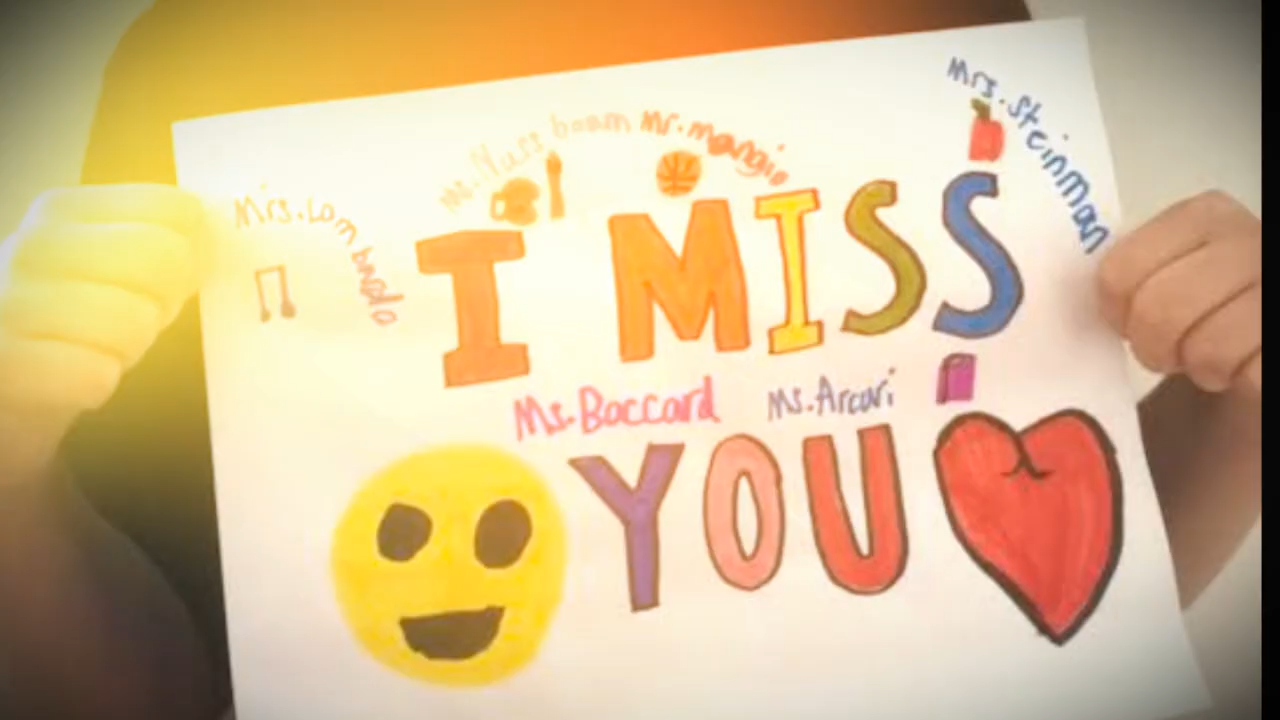 Mrs. Lombardo
Ms. Nussbaum
Mr. mangio
Mrs. Steinman
I MISS
Ms. Boccard
Ms. Arcuri
YOU